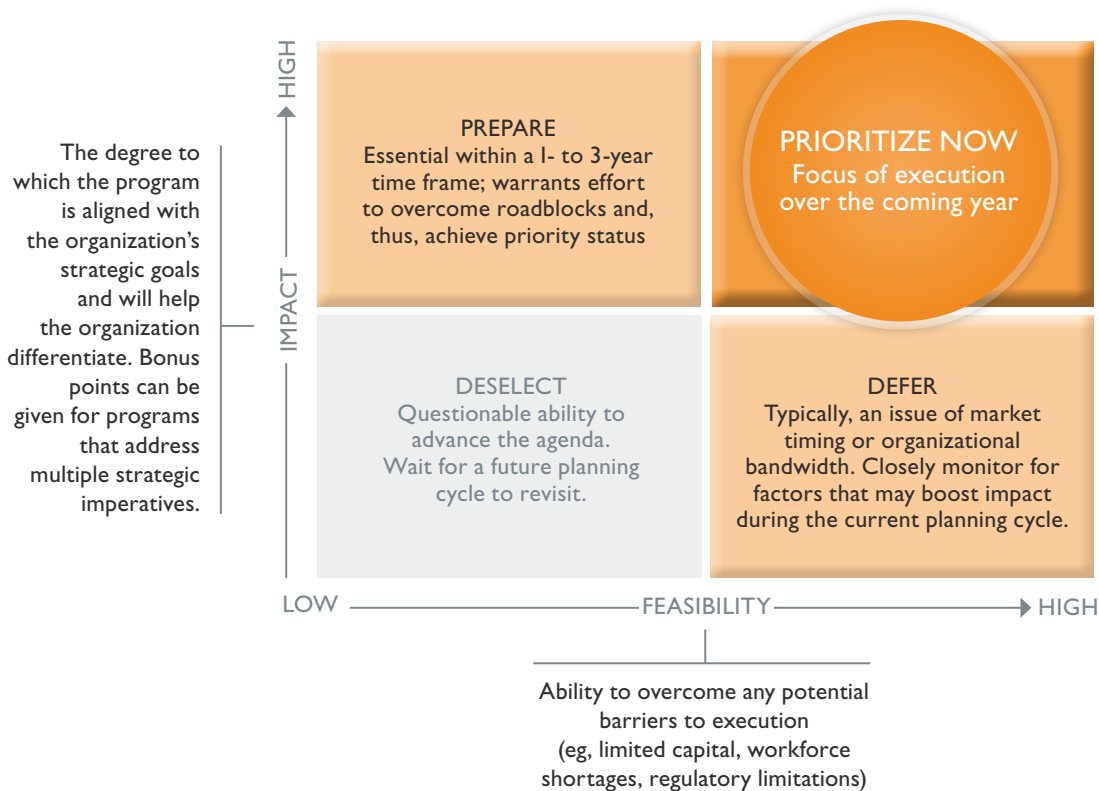 HIGH
IMPACT
The degree to
which the program
is aligned with
the organization's
strategic goals
and will help
the organization
differentiate. Bonus
points can be
given for programs
that address
multiple strategic
imperatives.
PREPARE
Essential within a 1- to 3-year
time frame; warrants effort
to overcome roadblocks and,
thus, achieve priority status
PRIORITIZE NOW
Focus of execution
over the coming year
DESELECT
Questionable ability to
advance the agenda.
Wait for a future planning
cycle to revisit.
DEFER
Typically, an issue of market
timing or organizational
bandwidth. Closely monitor for
factors that may boost impact
during the current planning cycle.
LOW
FEASIBILITY
HIGH
Ability to overcome any potential
barriers to execution
(eg, limited capital, workforce
shortages, regulatory limitations)